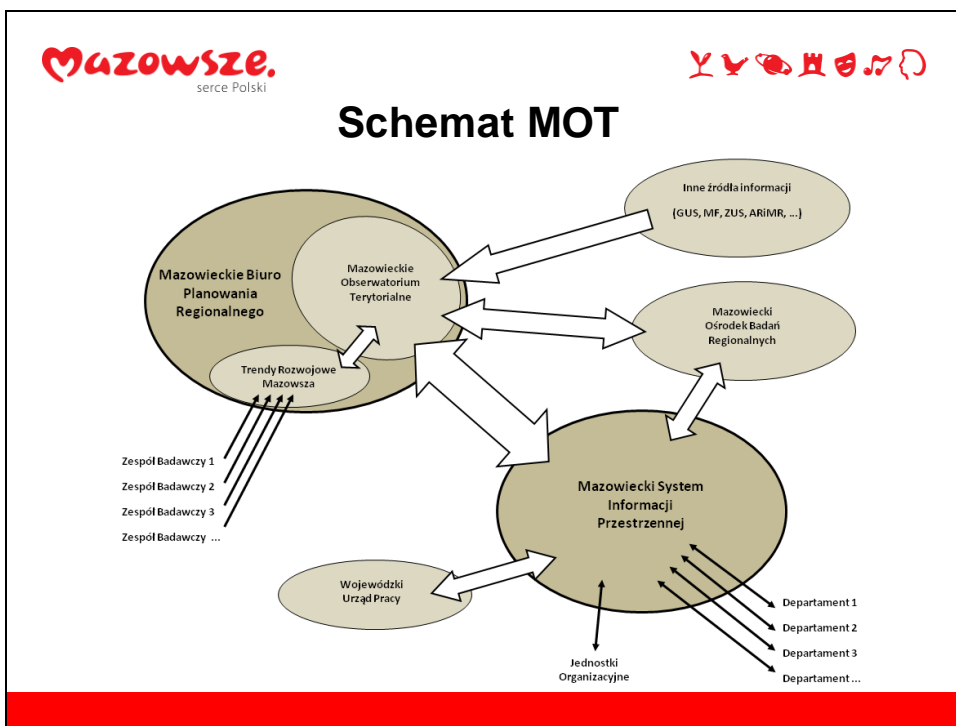 Mazowsze.
serce Polski
Schemat MOT
Inne źródła informacji
(GUS, MF, ZUS, ARiMR, ...)
Mazowieckie Biuro
Planowania
Regionalnego
Mazowieckie
Obserwatorium
Terytorialne
Mazowiecki
Ośrodek Badań
Regionalnych
Trendy Rozwojowe
Mazowsza
Zespół Badawczy 1
Zespół Badawczy 2
Zespół Badawczy 3
Zespół Badawczy ...
Mazowiecki System
Informacji
Przestrzennej
Wojewódzki
Urząd Pracy
Jednostki
Organizacyjne
Departament 1
Departament 2
Departament 3
Departament ...